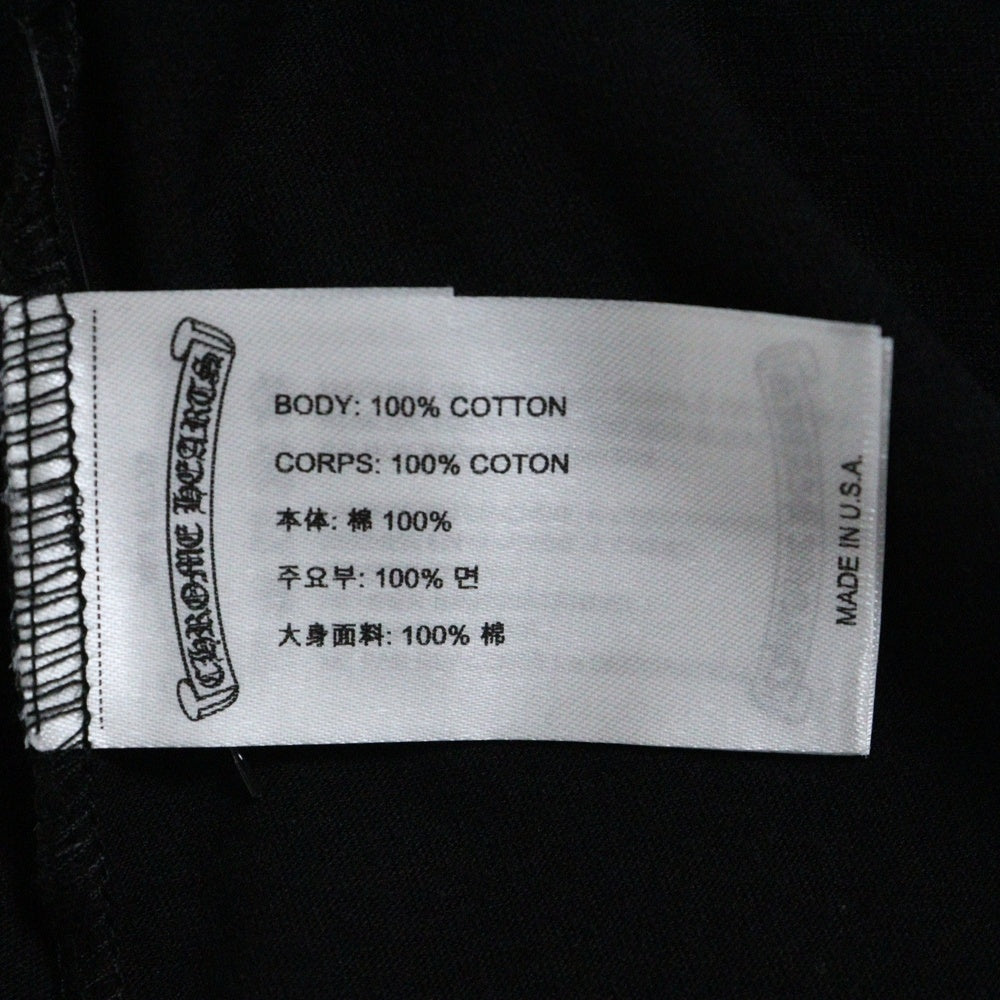 CHROME HEARTS
BODY: 100% COTTON
CORPS: 100% COTON
本体: 棉 100%
주요부: 100% 면
大身面料: 100% 棉
MADE IN U.S.A.